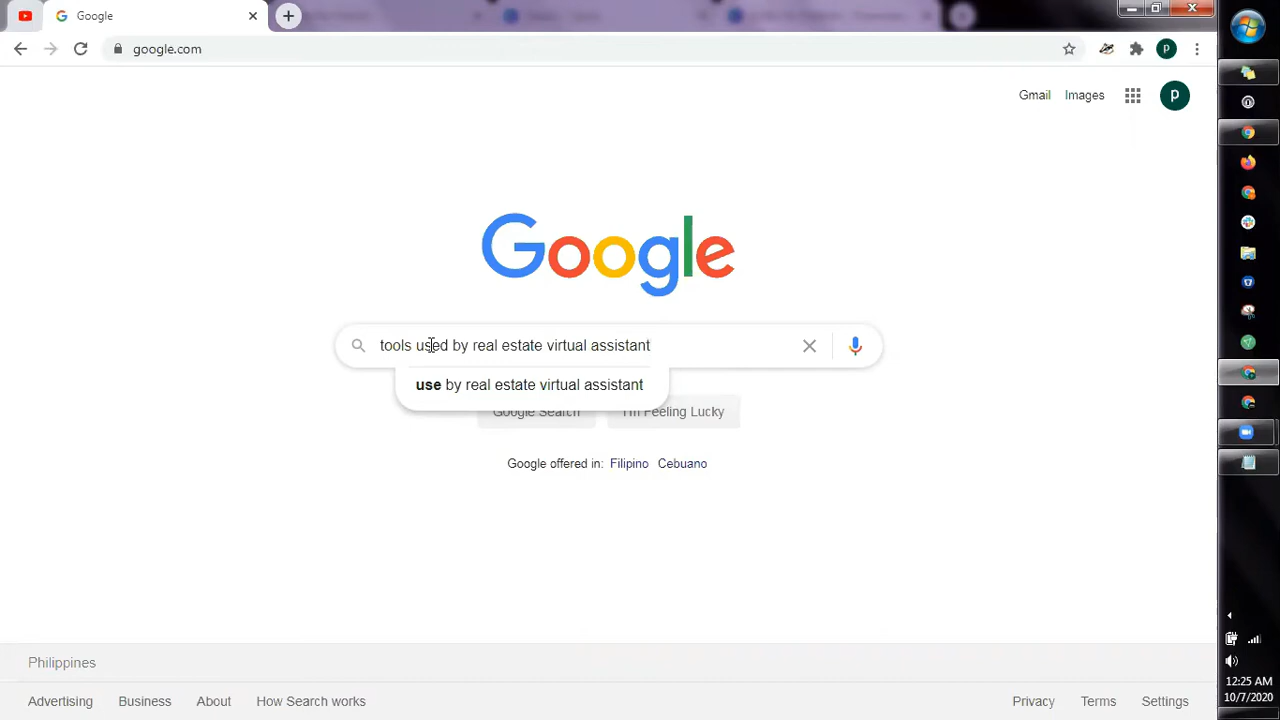 Google
google.com
Gmail Images
p
p
Google
tools used by real estate virtual assistant
use by real estate virtual assistant
Google Search I'm Feeling Lucky
Google offered in: Filipino Cebuano
Philippines
Advertising Business About How Search works
Privacy Terms Settings
12:25 AM
10/7/2020